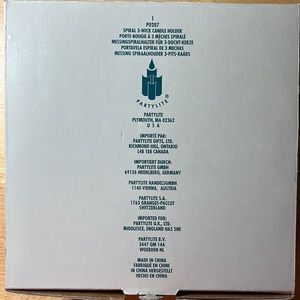 1
P0207
SPIRAL 3-WICK CANDLE HOLDER
PORTE-BOUGIE À 3 MÈCHES SPIRALE
MESSINGSPIRALHALTER FÜR 3-DOCHT-KERZE
PORTAVELA ESPIRAL DE 3 MECHAS
MESSING SPIRAALHOUDER 3-PITS-KAARS
PARTYLITE
PARTYLITE
PLYMOUTH, MA 02362
U S A
IMPORTÉ PAR:
PARTYLITE GIFTS, LTD.
RICHMOND HILL, ONTARIO
L4B 1E8 CANADA
IMPORTIERT DURCH:
PARTYLITE GMBH
69126 HEIDELBERG, GERMANY
PARTYLITE HANDELSGMBH
1140 VIENNA, AUSTRIA
PARTYLITE S.A.
1763 GRANGES-PACCOT
SWITZERLAND
IMPORTED FOR:
PARTYLITE U.K., LTD.
MIDDLESEX, ENGLAND HA5 5NE
PARTYLITE B.V.
3447 GM 146
WOERDEN NL
MADE IN CHINA
FABRIQUÉ EN CHINE
IN CHINA HERGESTELLT
HECHO EN CHINA